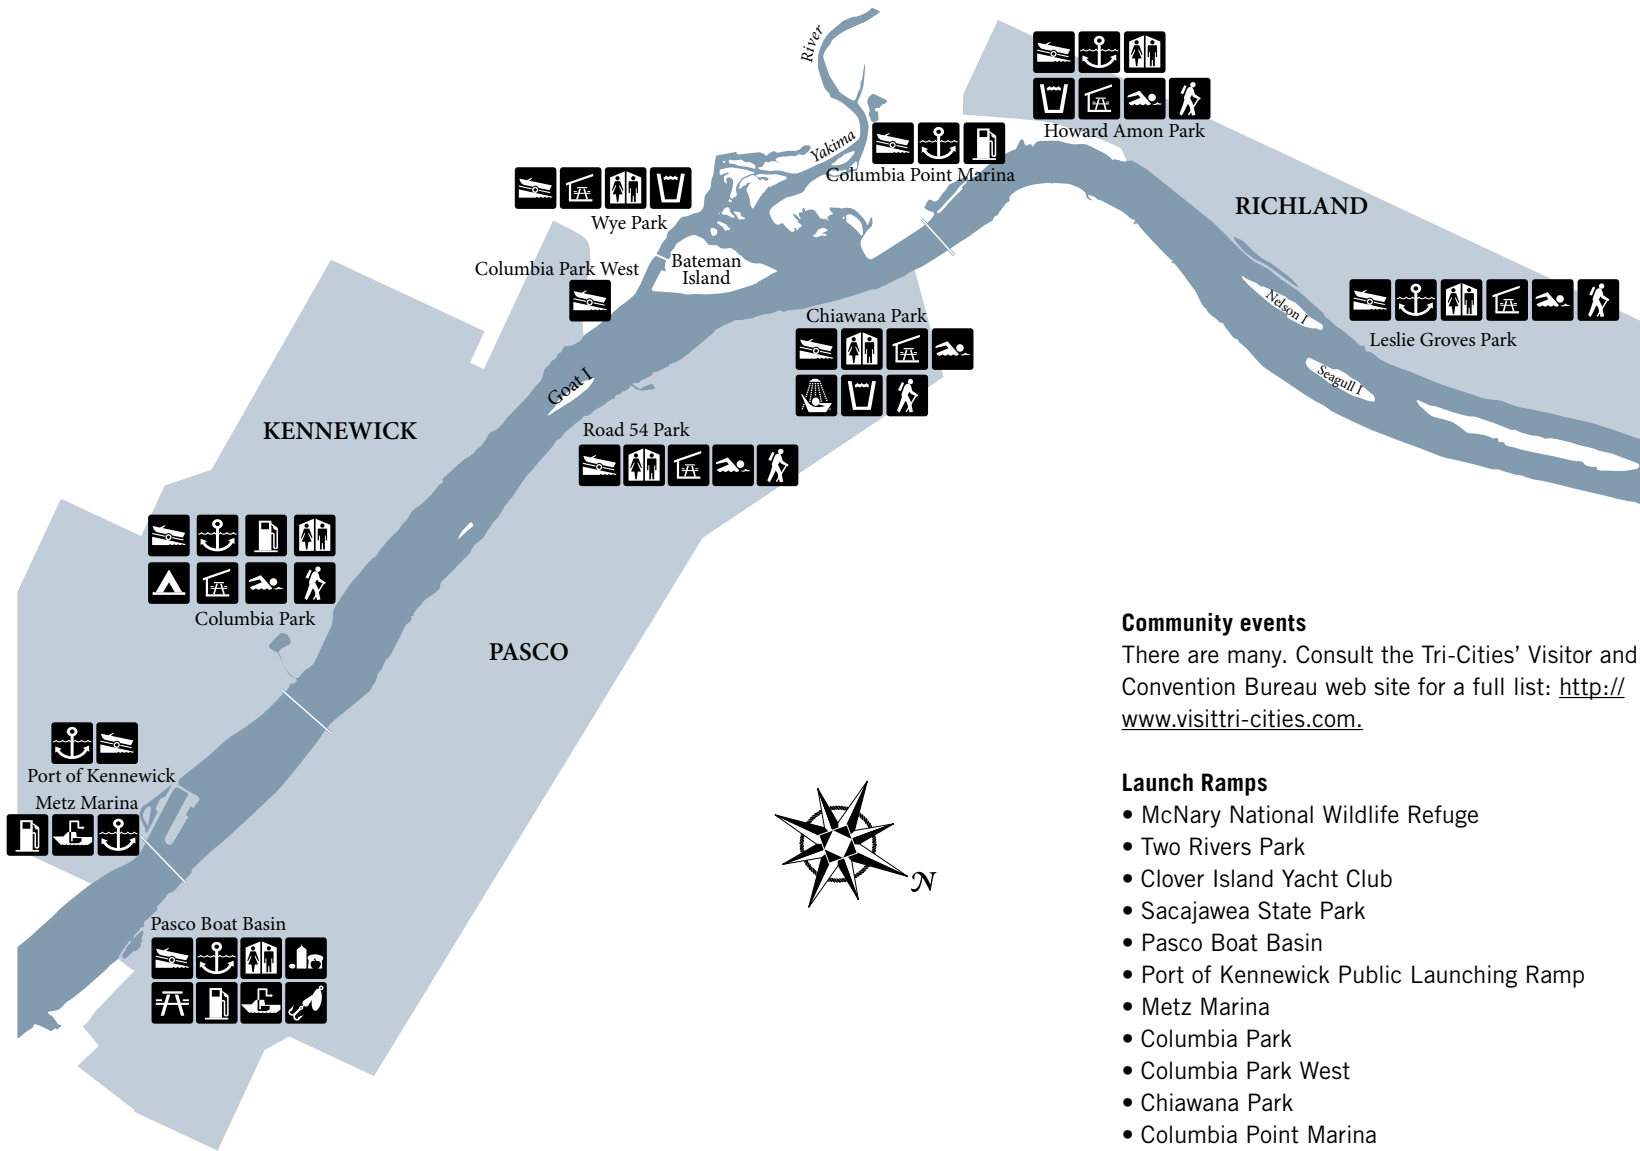 River
Yakima
Howard Amon Park
Columbia Point Marina
RICHLAND
Wye Park
Bateman
Island
Columbia Park West
Nelson I
Leslie Groves Park
Chiawana Park
Seagull I
Goat I
KENNEWICK
Road 54 Park
Columbia Park
PASCO
Port of Kennewick
Metz Marina
N
Pasco Boat Basin
Community events
There are many. Consult the Tri-Cities’ Visitor and
Convention Bureau web site for a full list: http://
www.visittri-cities.com.
Launch Ramps
• McNary National Wildlife Refuge
• Two Rivers Park
• Clover Island Yacht Club
• Sacajawea State Park
• Pasco Boat Basin
• Port of Kennewick Public Launching Ramp
• Metz Marina
• Columbia Park
• Columbia Park West
• Chiawana Park
• Columbia Point Marina